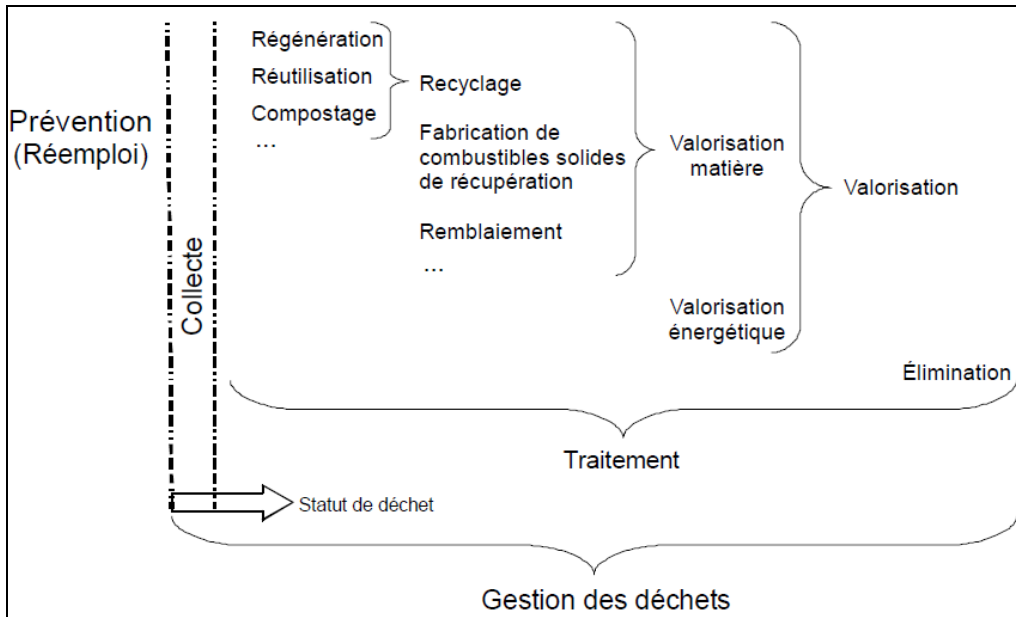 Régénération
Réutilisation
Compostage
...
Recyclage
Fabrication de
combustibles solides
de récupération
Remblaiement
...
Prévention
(Réemploi)
Collecte
Valorisation
matière
Valorisation
Valorisation
énergétique
Élimination
Traitement
Statut de déchet
Gestion des déchets